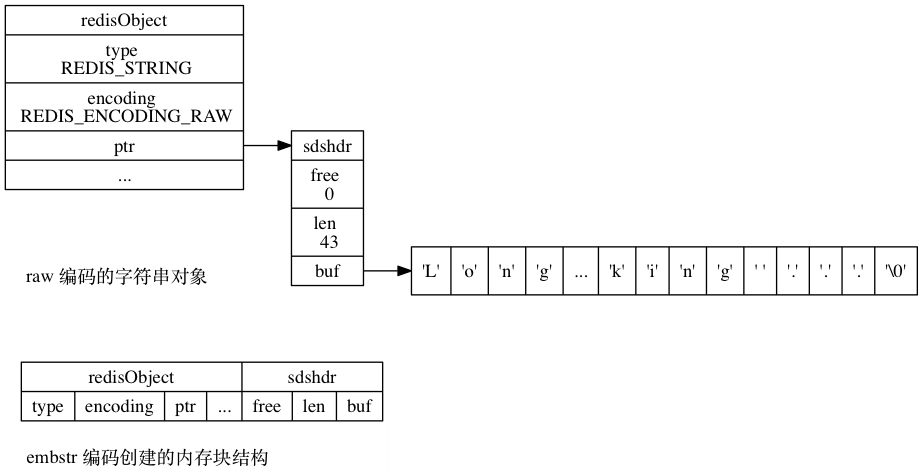 redisObject
type
REDIS_STRING
encoding
REDIS_ENCODING_RAW
ptr
...
sdshdr
free
0
len
43
buf
'L' 'o' 'n' 'g' ... 'k' 'i' 'n' 'g' ' ' '.' '.' '.' '\0'
raw 编码的字符串对象
redisObject sdshdr
type encoding ptr ... free len buf
embstr 编码创建的内存块结构